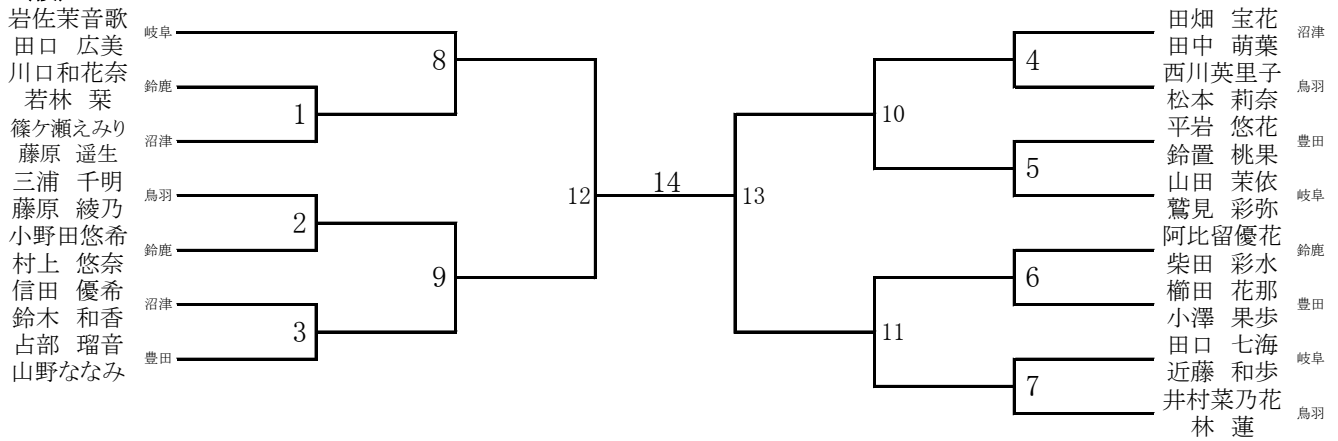 岩佐茉音歌
岐阜
田口 広美
川口和花奈
鈴鹿
若林 栞
篠ケ瀬えみり
沼津
藤原 遥生
三浦 千明
鳥羽
藤原 綾乃
小野田悠希
鈴鹿
村上 悠奈
信田 優希
沼津
鈴木 和香
占部 瑠音
豊田
山野ななみ
8
1
2
9
3
12
14
13
10
11
4
5
6
7
田畑 宝花
沼津
田中 萌葉
西川英里子
鳥羽
松本 莉奈
平岩 悠花
豊田
鈴置 桃果
山田 茉依
岐阜
鷲見 彩弥
阿比留優花
鈴鹿
柴田 彩水
櫛田 花那
豊田
小澤 果歩
田口 七海
岐阜
近藤 和歩
井村菜乃花
鳥羽
林 蓮